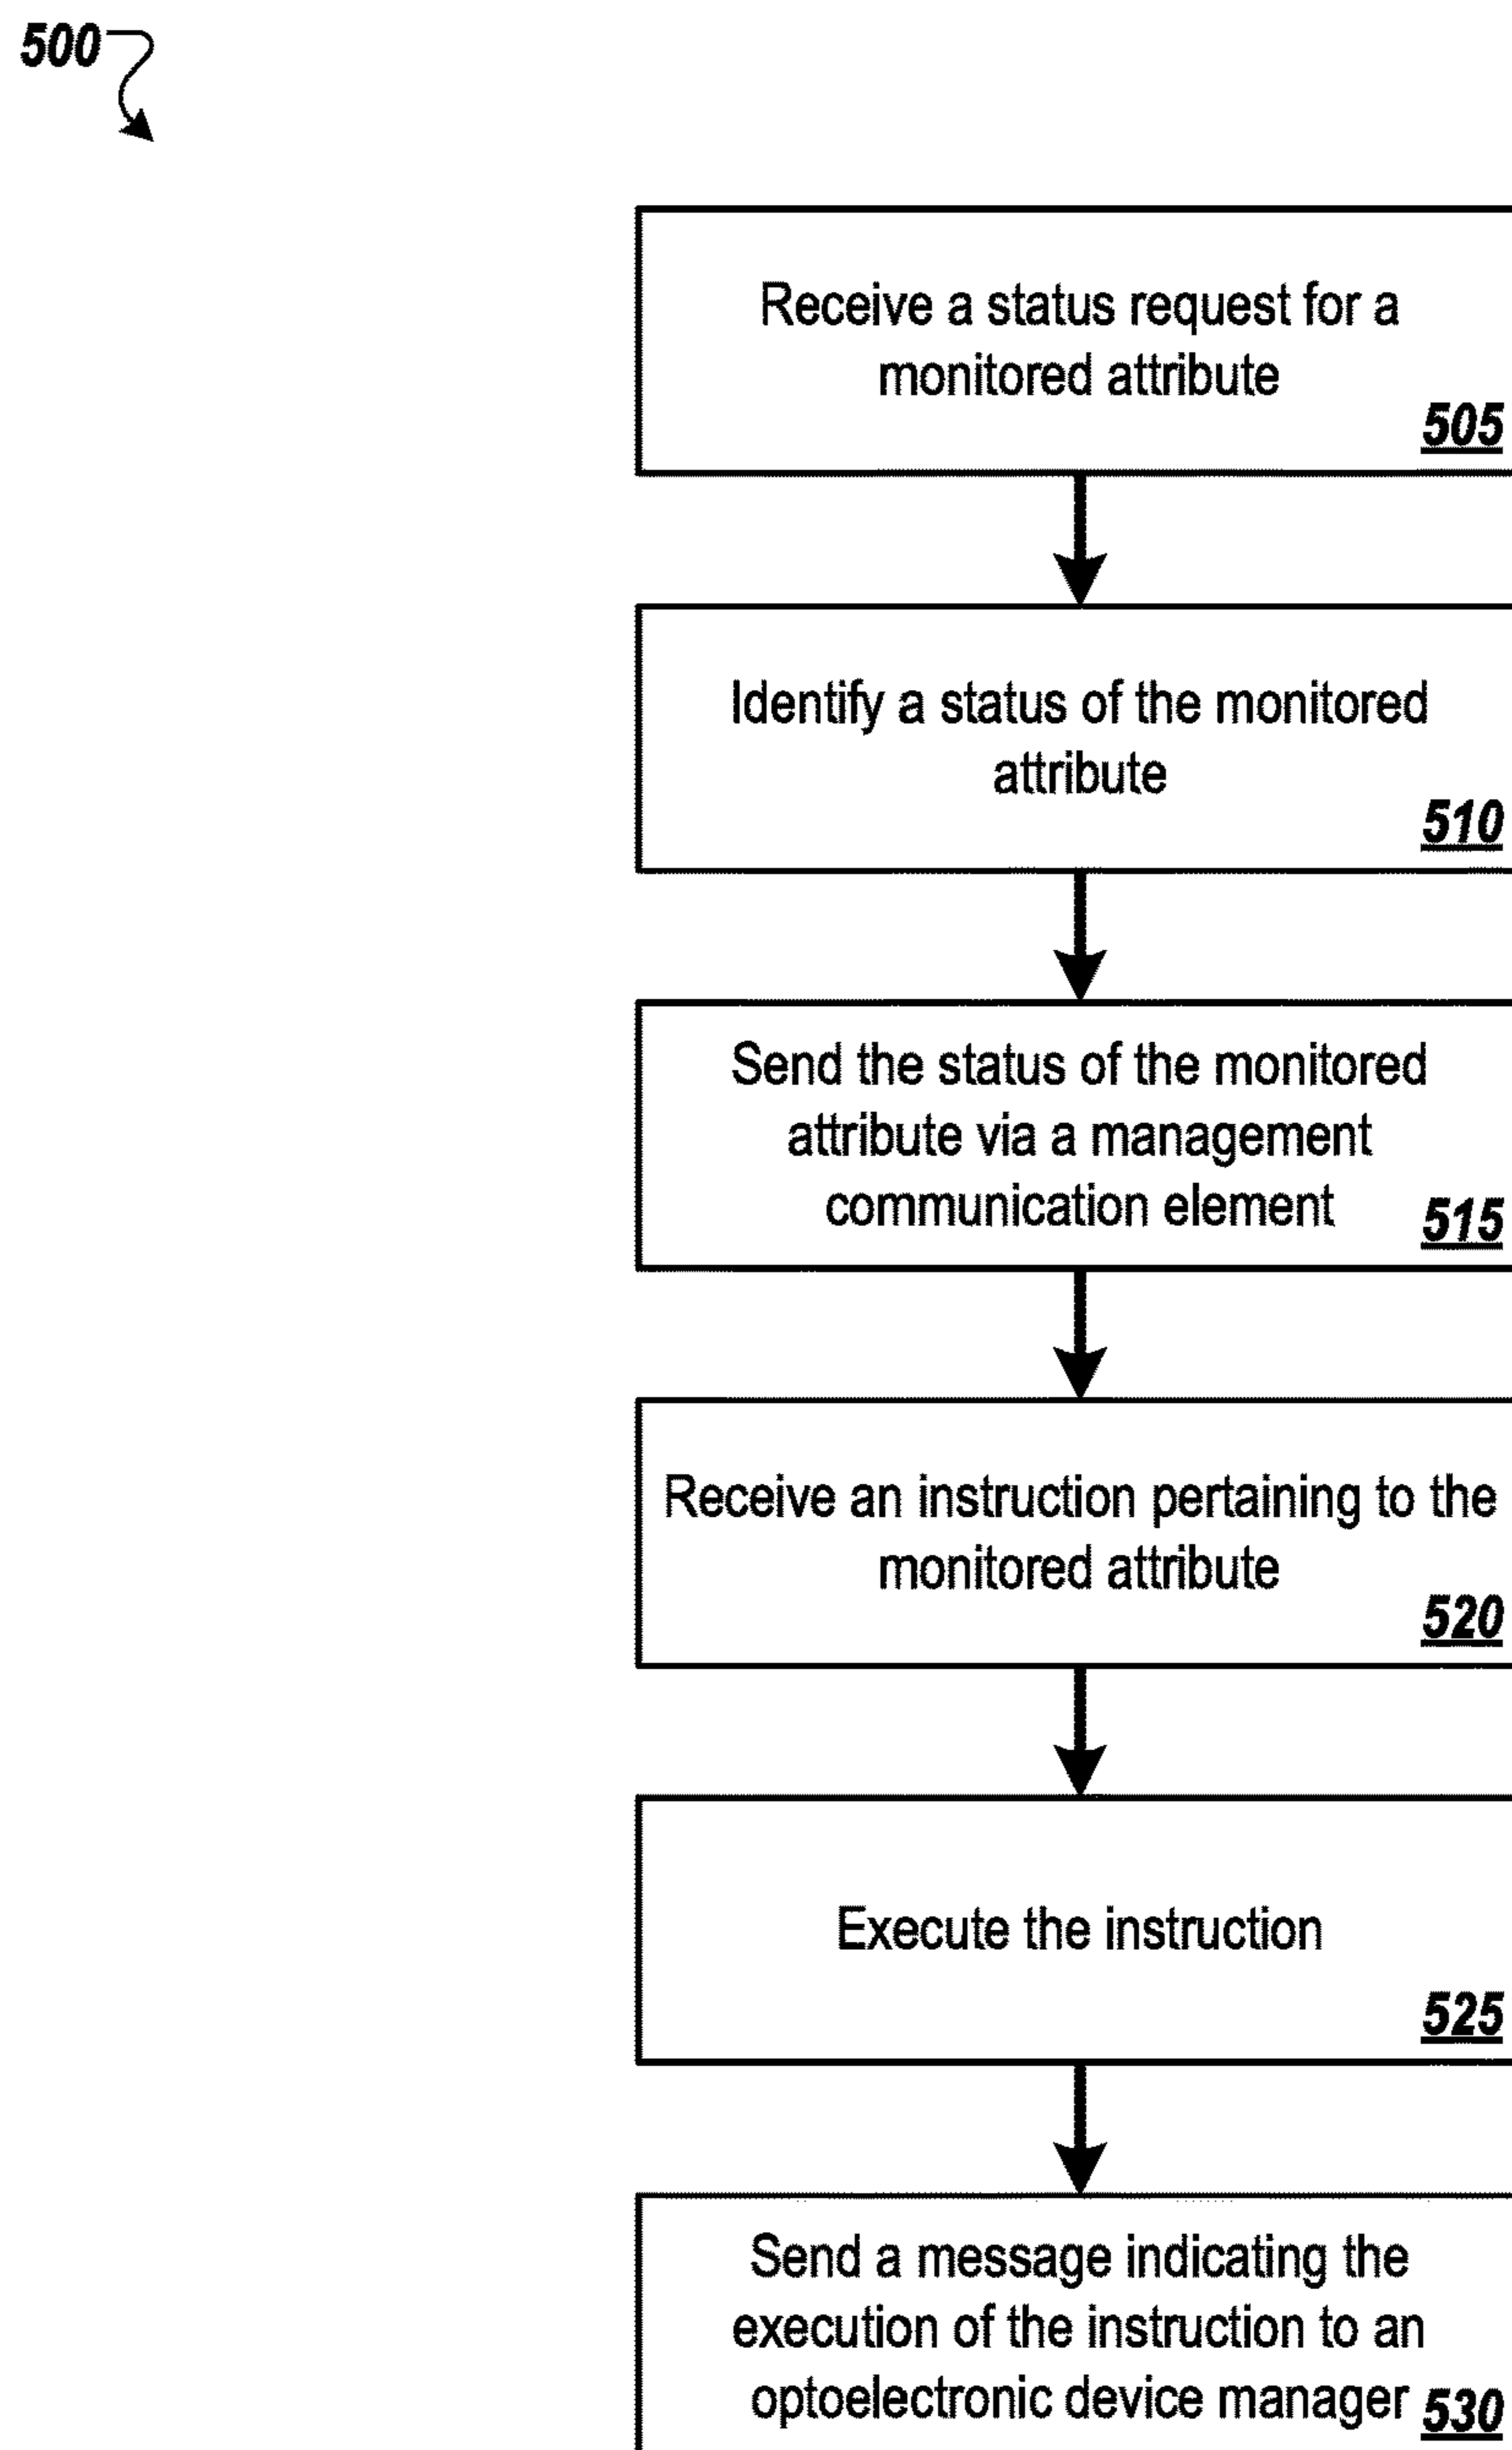 500
Receive a status request for a
monitored attribute
505
Identify a status of the monitored
attribute
510
Send the status of the monitored
attribute via a management
communication element
515
Receive an instruction pertaining to the
monitored attribute
520
Execute the instruction
525
Send a message indicating the
execution of the instruction to an
optoelectronic device manager
530